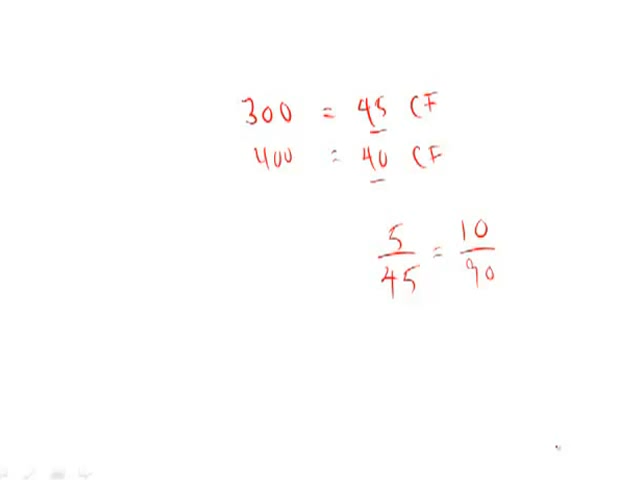 300 = 45 CF
400 = 40 CF
5/45 = 10/90